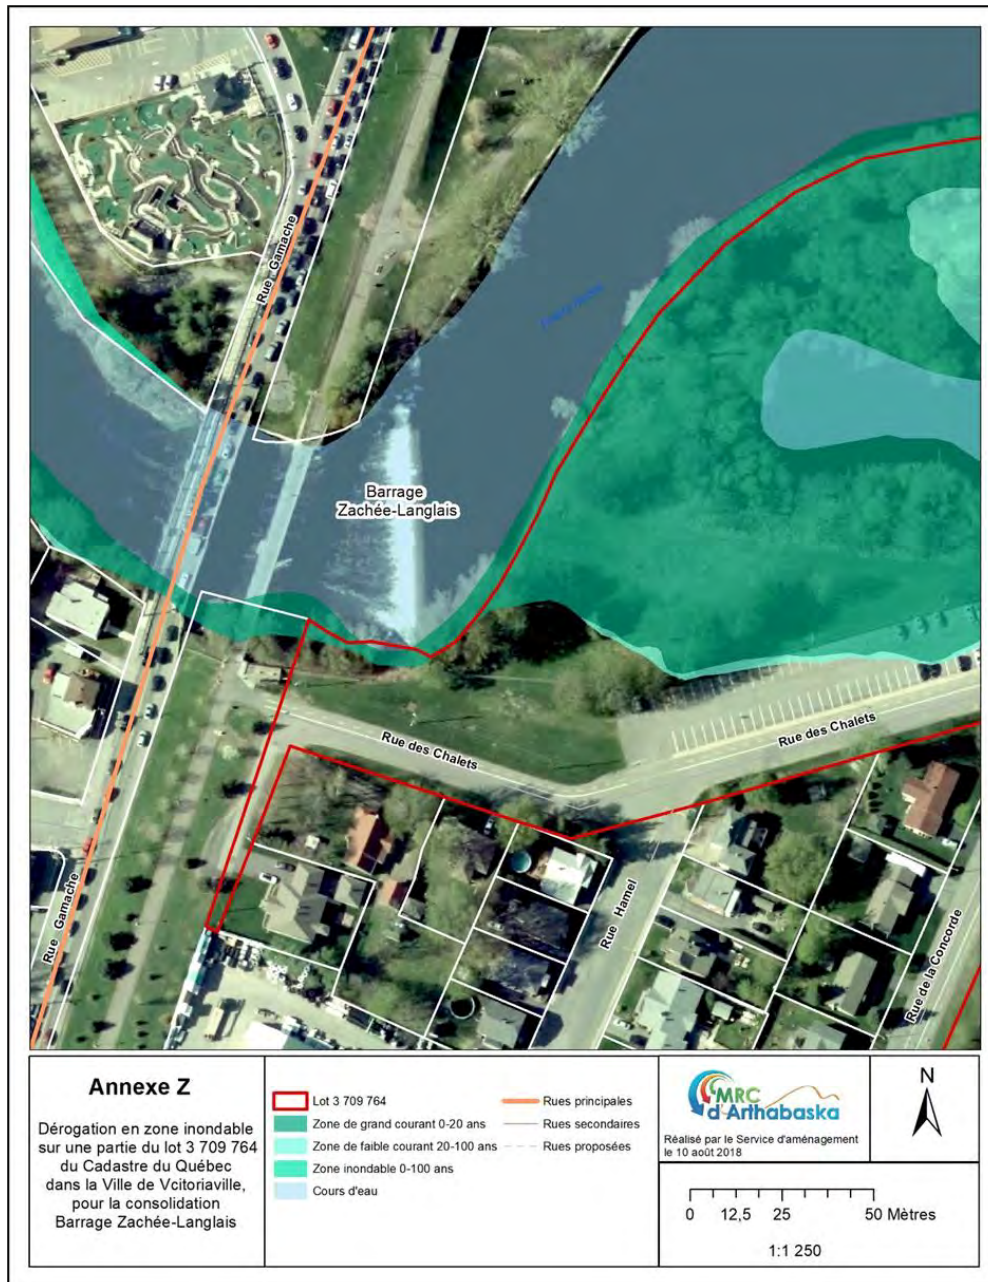 Rue Gamache
Barrage
Zachée-Langlais
Rue des Chalets
Rue des Chalets
Rue Gamache
Rue Hamel
Rue de la Concorde
Annexe Z
Dérogation en zone inondable
sur une partie du lot 3 709 764
du Cadastre du Québec
dans la Ville de Vcitoriaville,
pour la consolidation
Barrage Zachée-Langlais
Lot 3 709 764
Zone de grand courant 0-20 ans
Zone de faible courant 20-100 ans
Zone inondable 0-100 ans
Cours d'eau
Rues principales
Rues secondaires
Rues proposées
MRC
d'Arthabaska
Réalisé par le Service d'aménagement
le 10 août 2018
N
0 12,5 25 50 Mètres
1:1 250